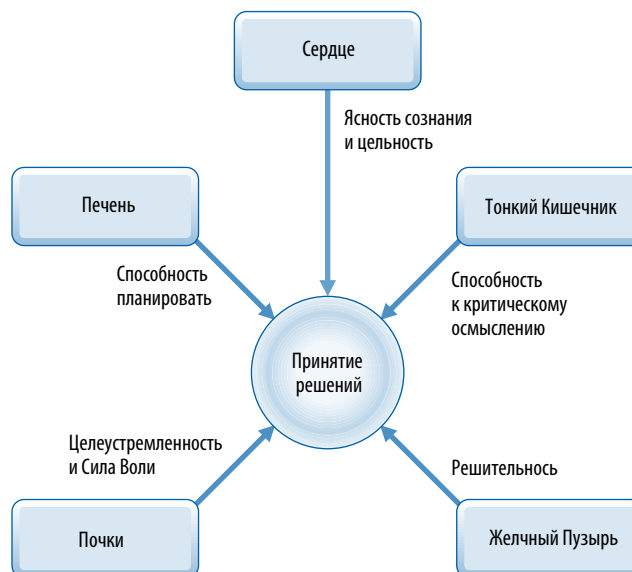 Сердце
Ясность сознания
и цельность
Печень
Тонкий Кишечник
Способность
планировать
Способность
к критическому
осмыслению
Принятие
решений
Целеустремленность
и Сила Воли
Решительнось
Почки
Желчный Пузырь